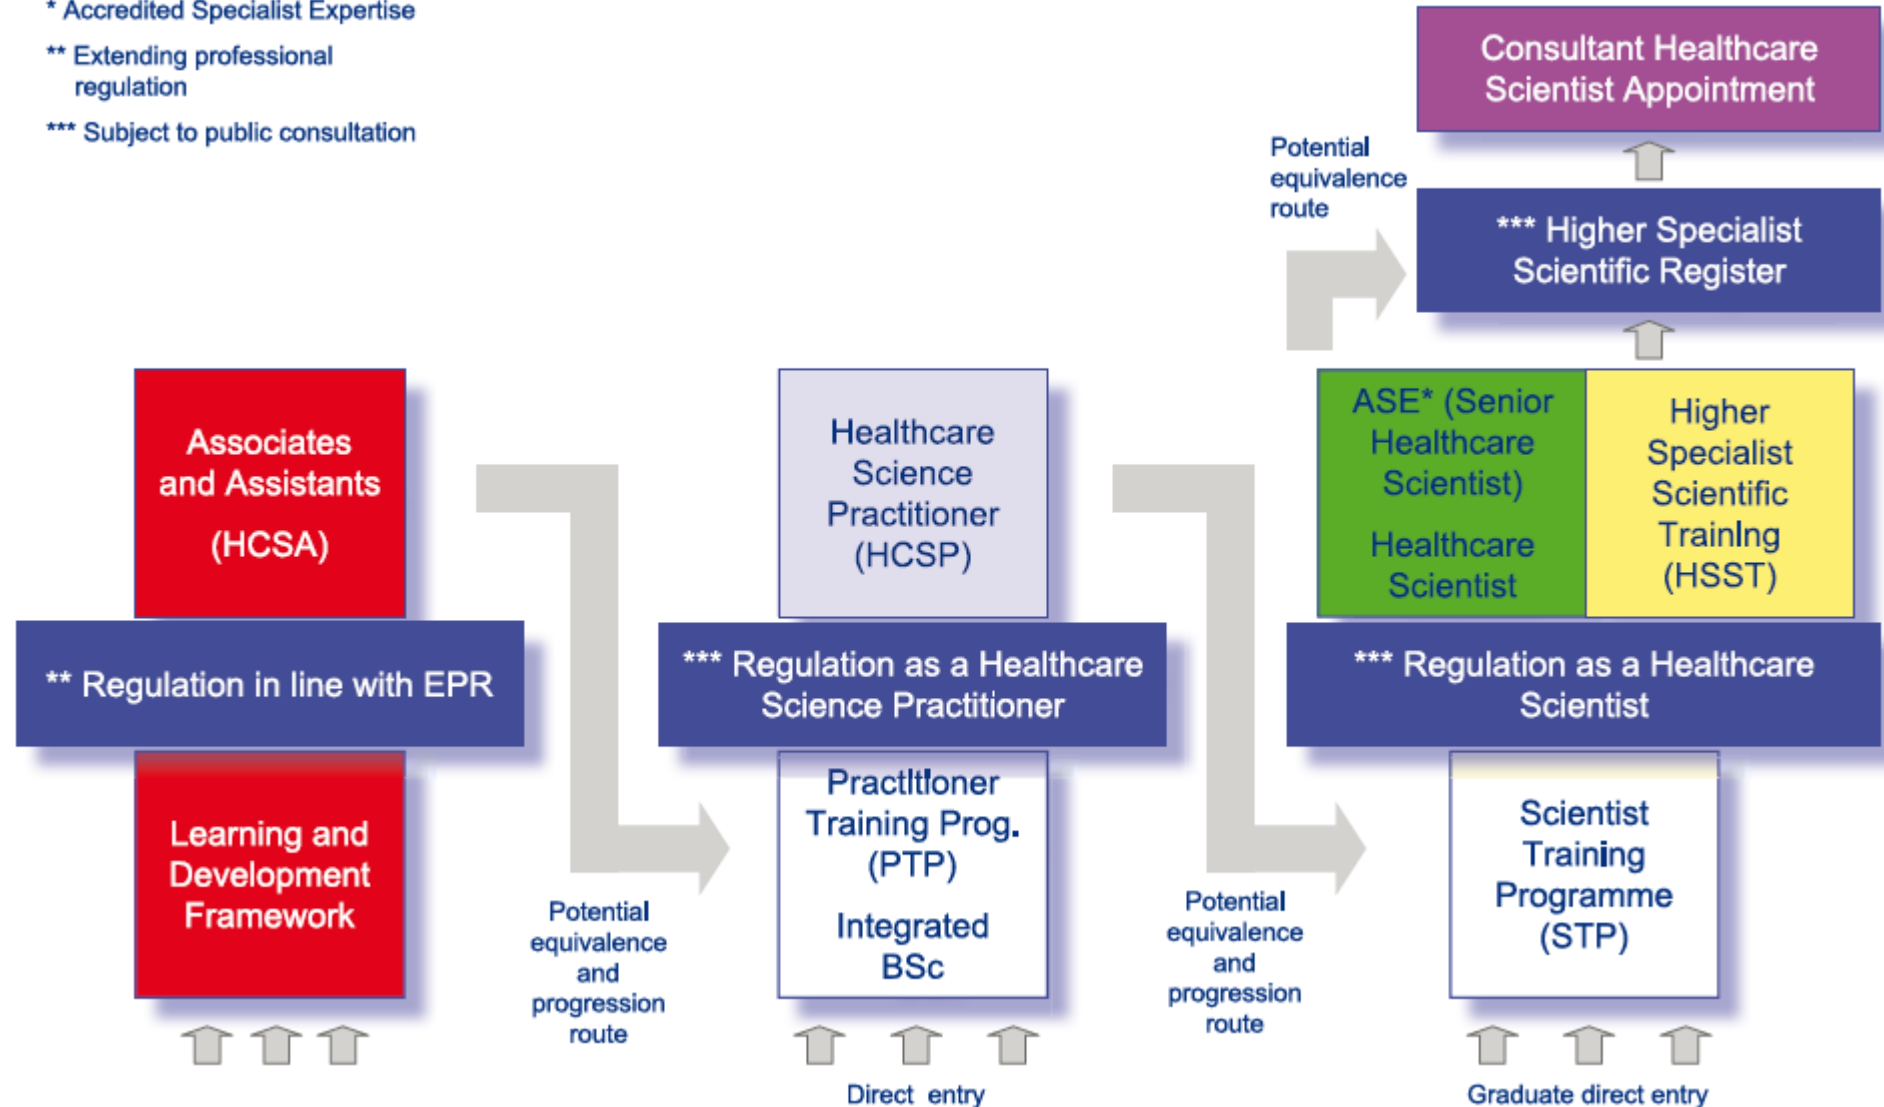 * Accredited Specialist Expertise
** Extending professional
regulation
*** Subject to public consultation
Consultant Healthcare
Scientist Appointment
Potential
equivalence
route
*** Higher Specialist
Scientific Register
Associates
and Assistants
(HCSA)
Healthcare
Science
Practitioner
(HCSP)
ASE* (Senior
Healthcare
Scientist)
Healthcare
Scientist
Higher
Specialist
Scientific
Training
(HSST)
** Regulation in line with EPR
*** Regulation as a Healthcare
Science Practitioner
*** Regulation as a Healthcare
Scientist
Learning and
Development
Framework
Potential
equivalence
and
progression
route
Practitioner
Training Prog.
(PTP)
Integrated
BSc
Potential
equivalence
and
progression
route
Scientist
Training
Programme
(STP)
Direct entry
Graduate direct entry